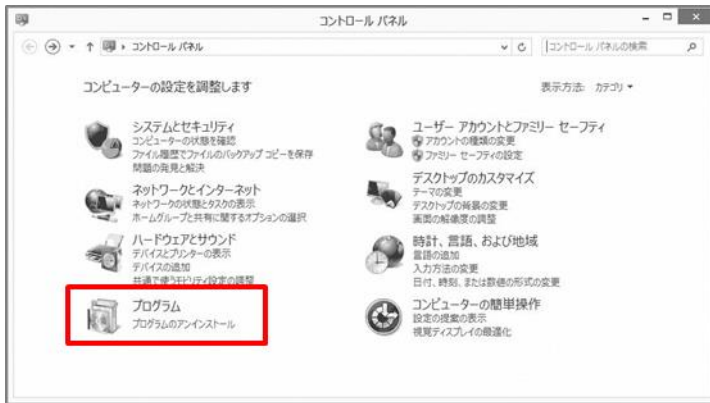 コントロール パネル
コントロール パネル
コントロール パネルの検索
コンピューターの設定を調整します
表示方法: カテゴリ
システムとセキュリティ
コンピューターの状態を確認
ファイル履歴でファイルのバックアップ コピーを保存
問題の発見と解決
ネットワークとインターネット
ネットワークの状態とタスクの表示
ホームグループと共有に関するオプションの選択
ハードウェアとサウンド
デバイスとプリンターの表示
デバイスの追加
共通で使うモビリティ設定の調整
プログラム
プログラムのアンインストール
ユーザー アカウントとファミリー セーフティ
アカウントの種類の変更
ファミリー セーフティの設定
デスクトップのカスタマイズ
テーマの変更
デスクトップの背景の変更
画面の解像度の調整
時計、言語、および地域
言語の追加
入力方法の変更
日付、時刻、または数値の形式の変更
コンピューターの簡単操作
設定の提案の表示
視覚ディスプレイの最適化